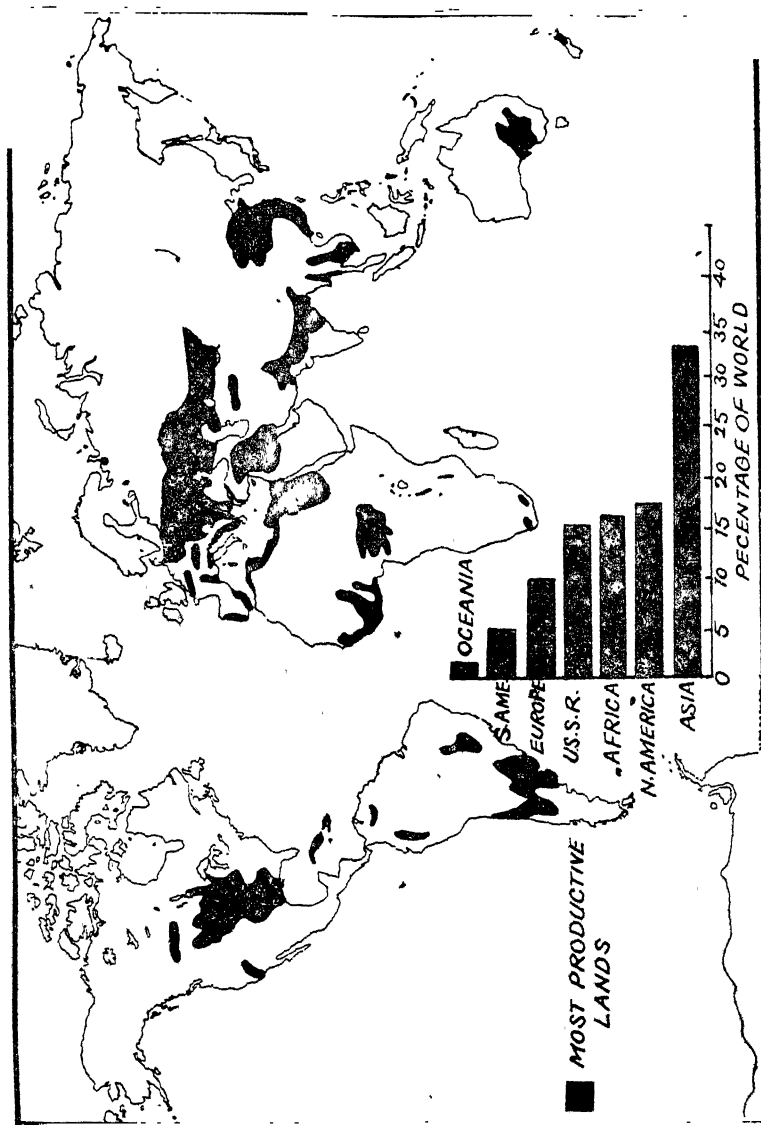 OCEANIA
S.AME
EUROPE
U.S.S.R.
AFRICA
N.AMERICA
ASIA
0 5 10 15 20 25 30 35 40
PECENTAGE OF WORLD
MOST PRODUCTIVE
LANDS